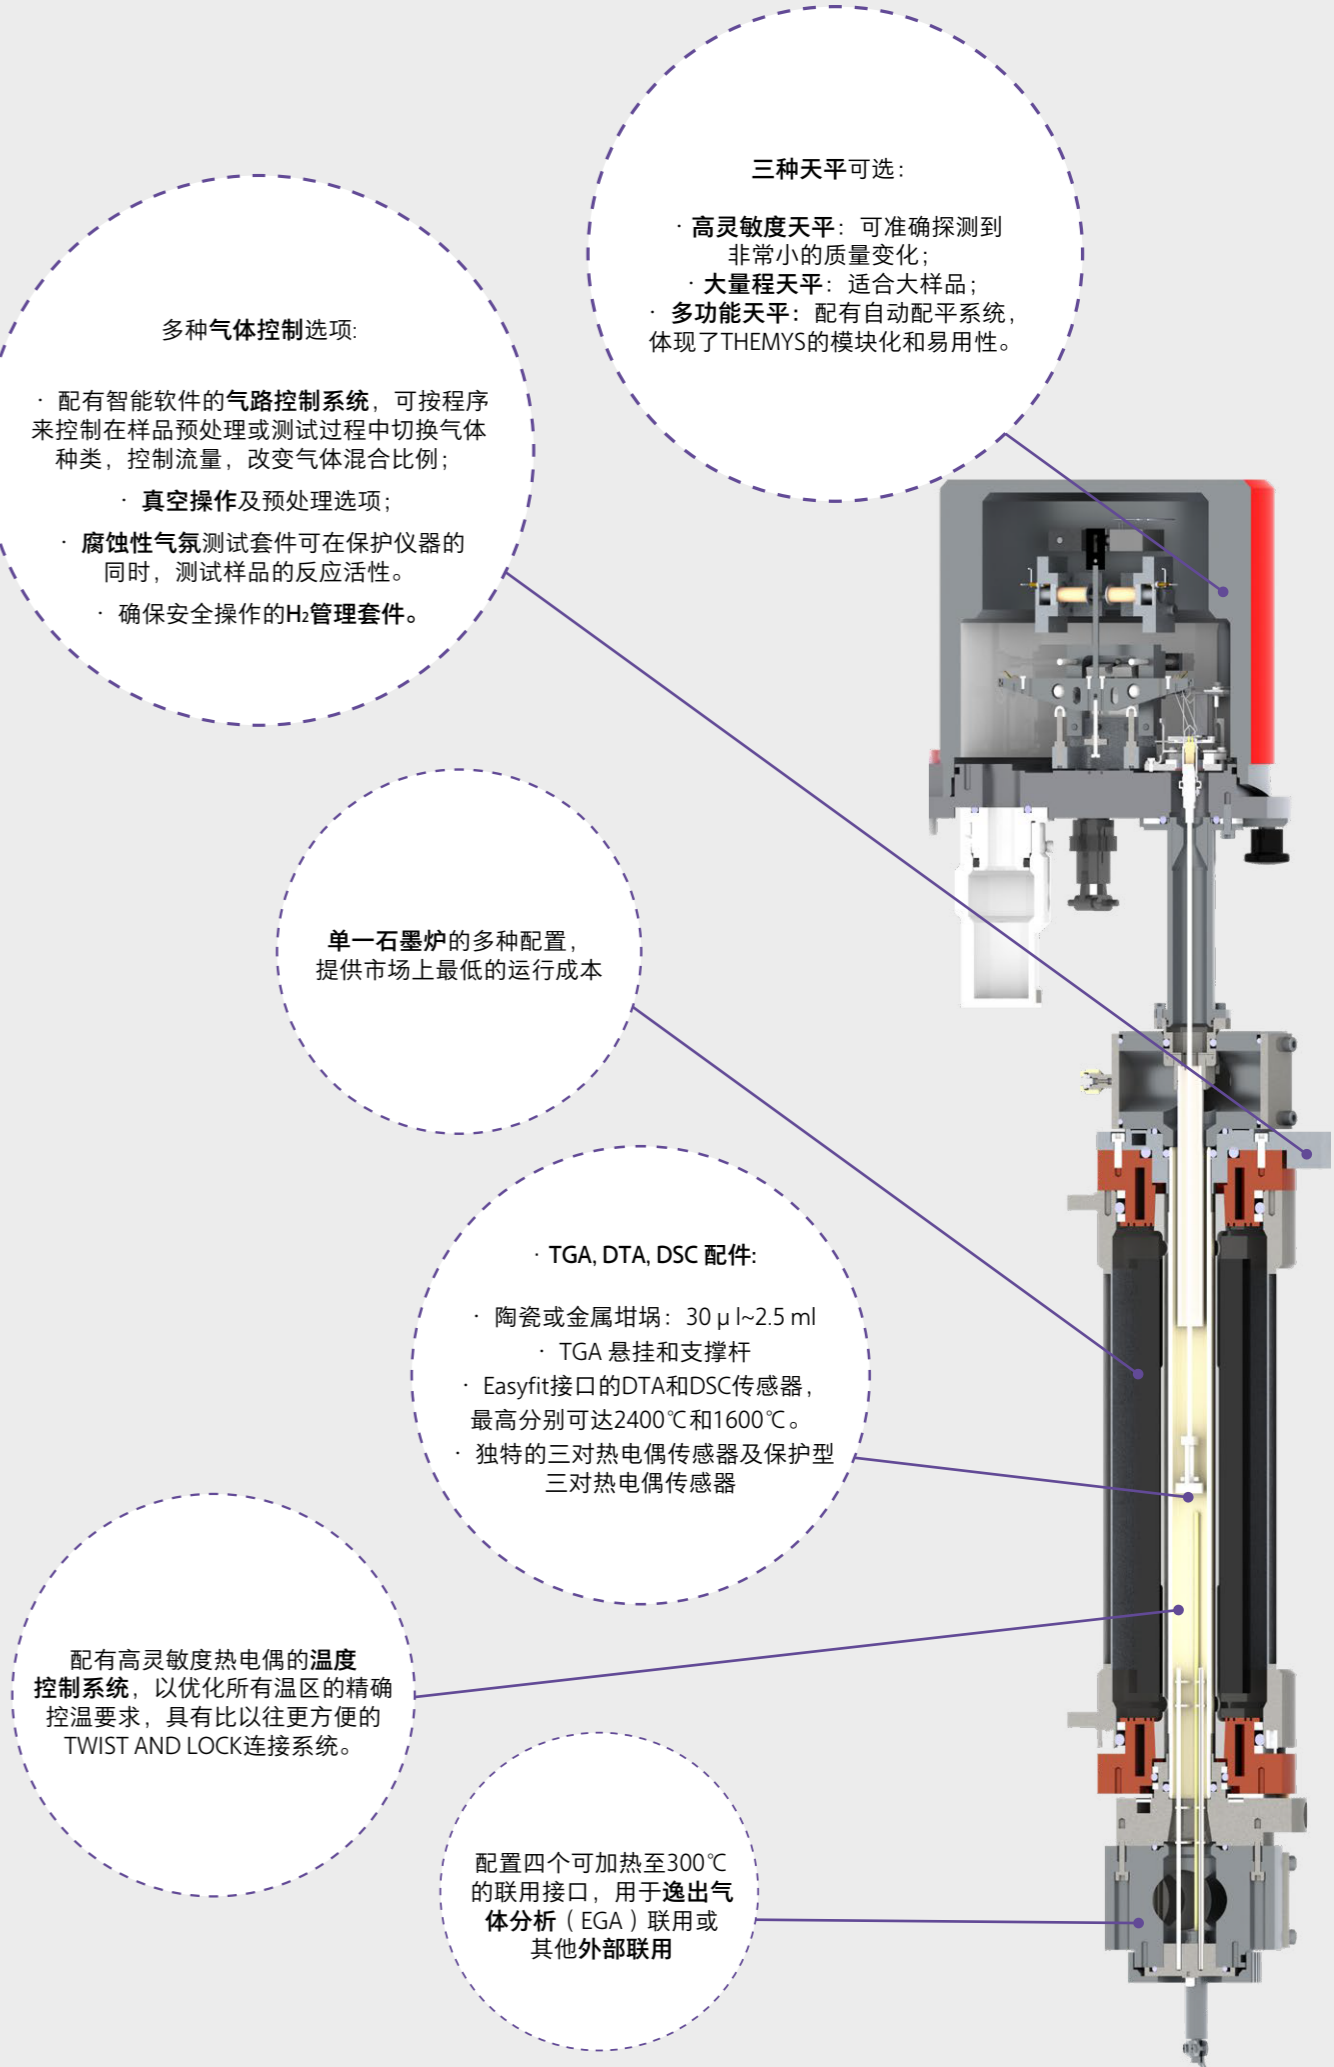 三种天平可选：
· 高灵敏度天平：可准确探测到
非常小的质量变化；
· 大量程天平：适合大样品；
· 多功能天平：配有自动配平系统，
体现了THEMYS的模块化和易用性。
多种气体控制选项:
· 配有智能软件的气路控制系统，可按程序
来控制在样品预处理或测试过程中切换气体
种类，控制流量，改变气体混合比例；
· 真空操作及预处理选项；
· 腐蚀性气氛测试套件可在保护仪器的
同时，测试样品的反应活性。
· 确保安全操作的H₂管理套件。
单一石墨炉的多种配置，
提供市场上最低的运行成本
· TGA, DTA, DSC 配件:
· 陶瓷或金属坩埚：30 μ l~2.5 ml
· TGA 悬挂和支撑杆
· Easyfit接口的DTA和DSC传感器，
最高分别可达2400℃和1600℃。
· 独特的三对热电偶传感器及保护型
三对热电偶传感器
配有高灵敏度热电偶的温度
控制系统，以优化所有温区的精确
控温要求，具有比以往更方便的
TWIST AND LOCK连接系统。
配置四个可加热至300℃
的联用接口，用于逸出气
体分析（EGA）联用或
其他外部联用